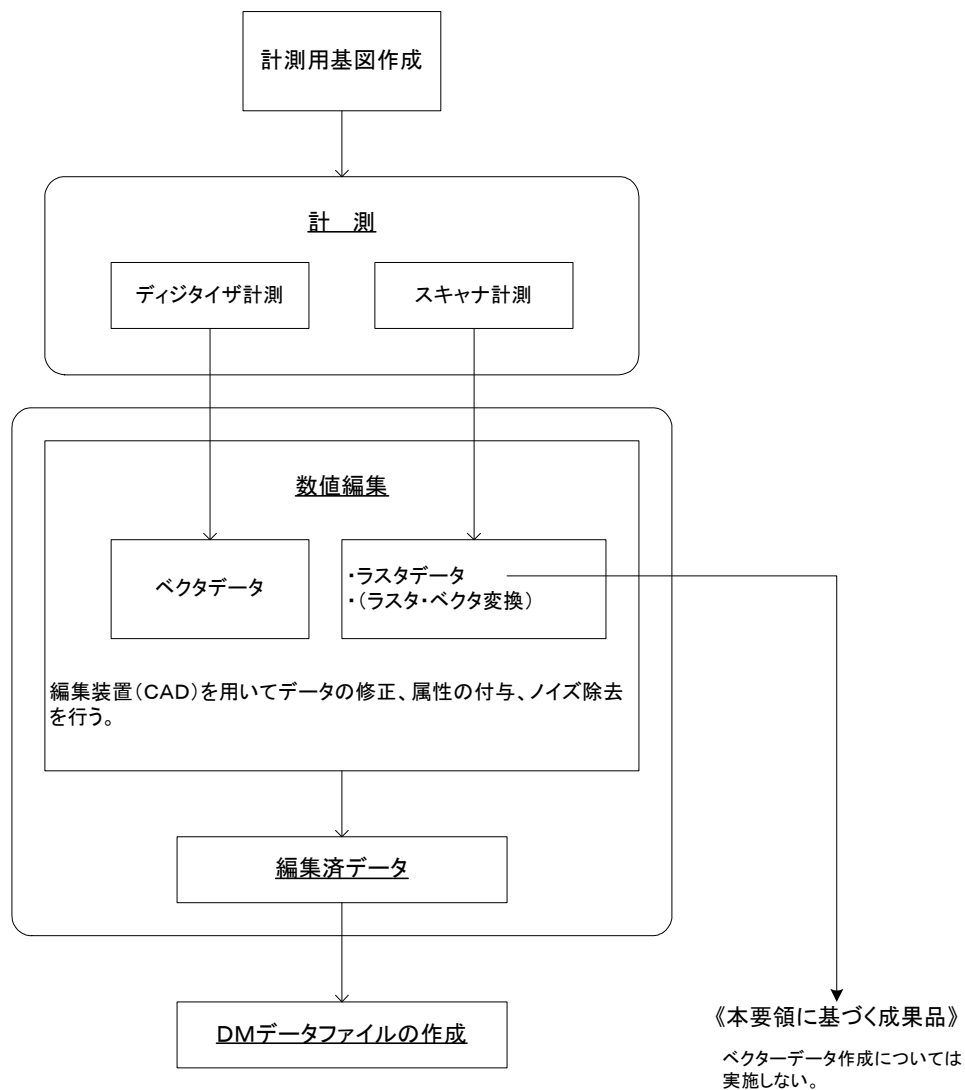 計測用基図作成
計　測
ディジタイザ計測
スキャナ計測
数値編集
ベクタデータ
・ラスタデータ
・（ラスタ・ベクタ変換）
編集装置（CAD）を用いてデータの修正、属性の付与、ノイズ除去
を行う。
編集済データ
DMデータファイルの作成
《本要領に基づく成果品》
ベクターデータ作成については
実施しない。